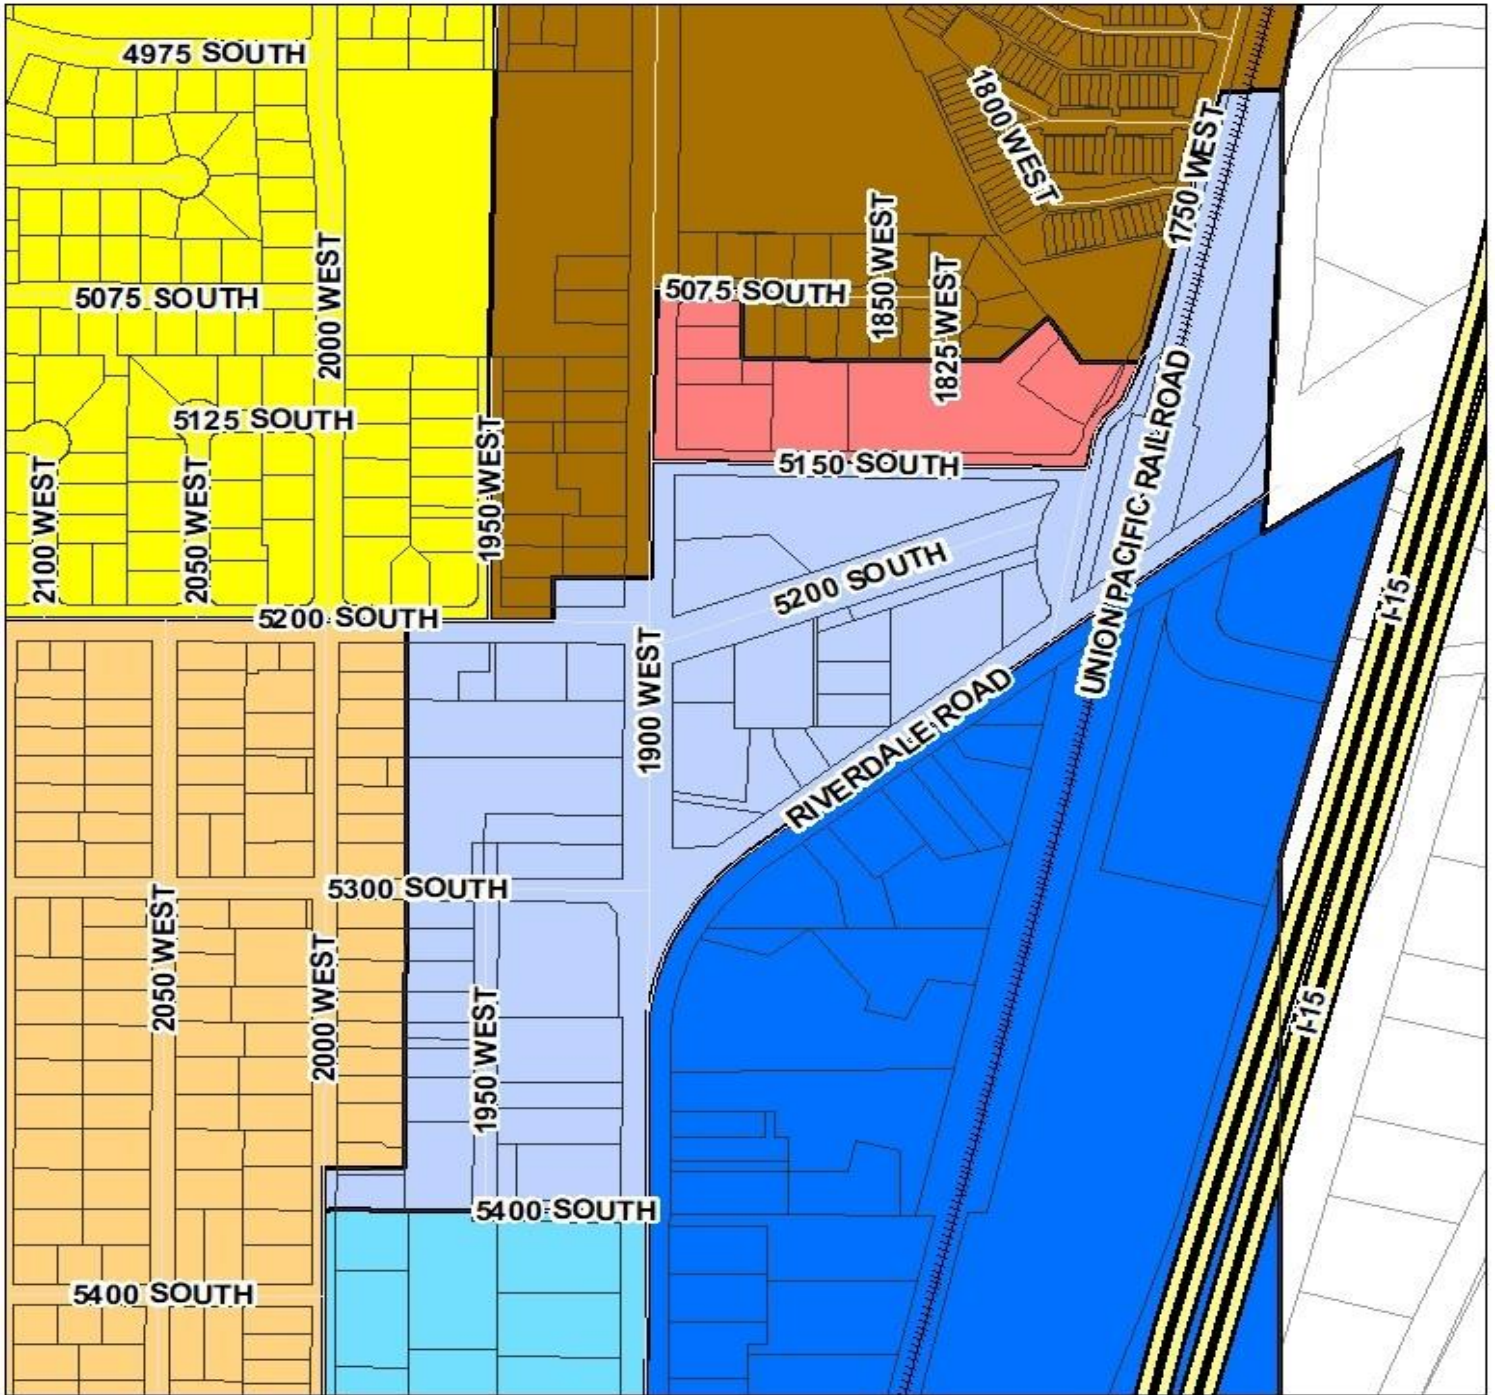 4975 SOUTH
1800 WEST
1750 WEST
2000 WEST
1850 WEST
1825 WEST
5075 SOUTH
5075 SOUTH
5125 SOUTH
1950 WEST
UNION PACIFIC RAILROAD
2100 WEST
2050 WEST
5150 SOUTH
5200 SOUTH
5200 SOUTH
I-15
1900 WEST
RIVERDALE ROAD
5300 SOUTH
2050 WEST
2000 WEST
1950 WEST
I-15
5400 SOUTH
5400 SOUTH